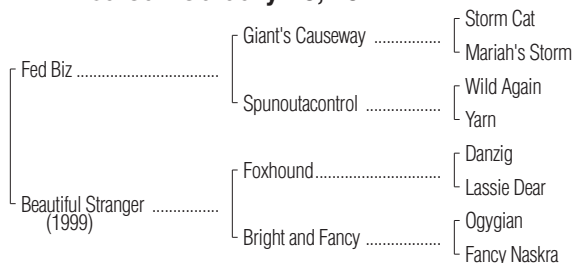 Giant's Causeway
Storm Cat
Mariah's Storm
Fed Biz
Spunoutacontrol
Wild Again
Yarn
Foxhound
Danzig
Lassie Dear
Beautiful Stranger
(1999)
Bright and Fancy
Ogygian
Fancy Naskra